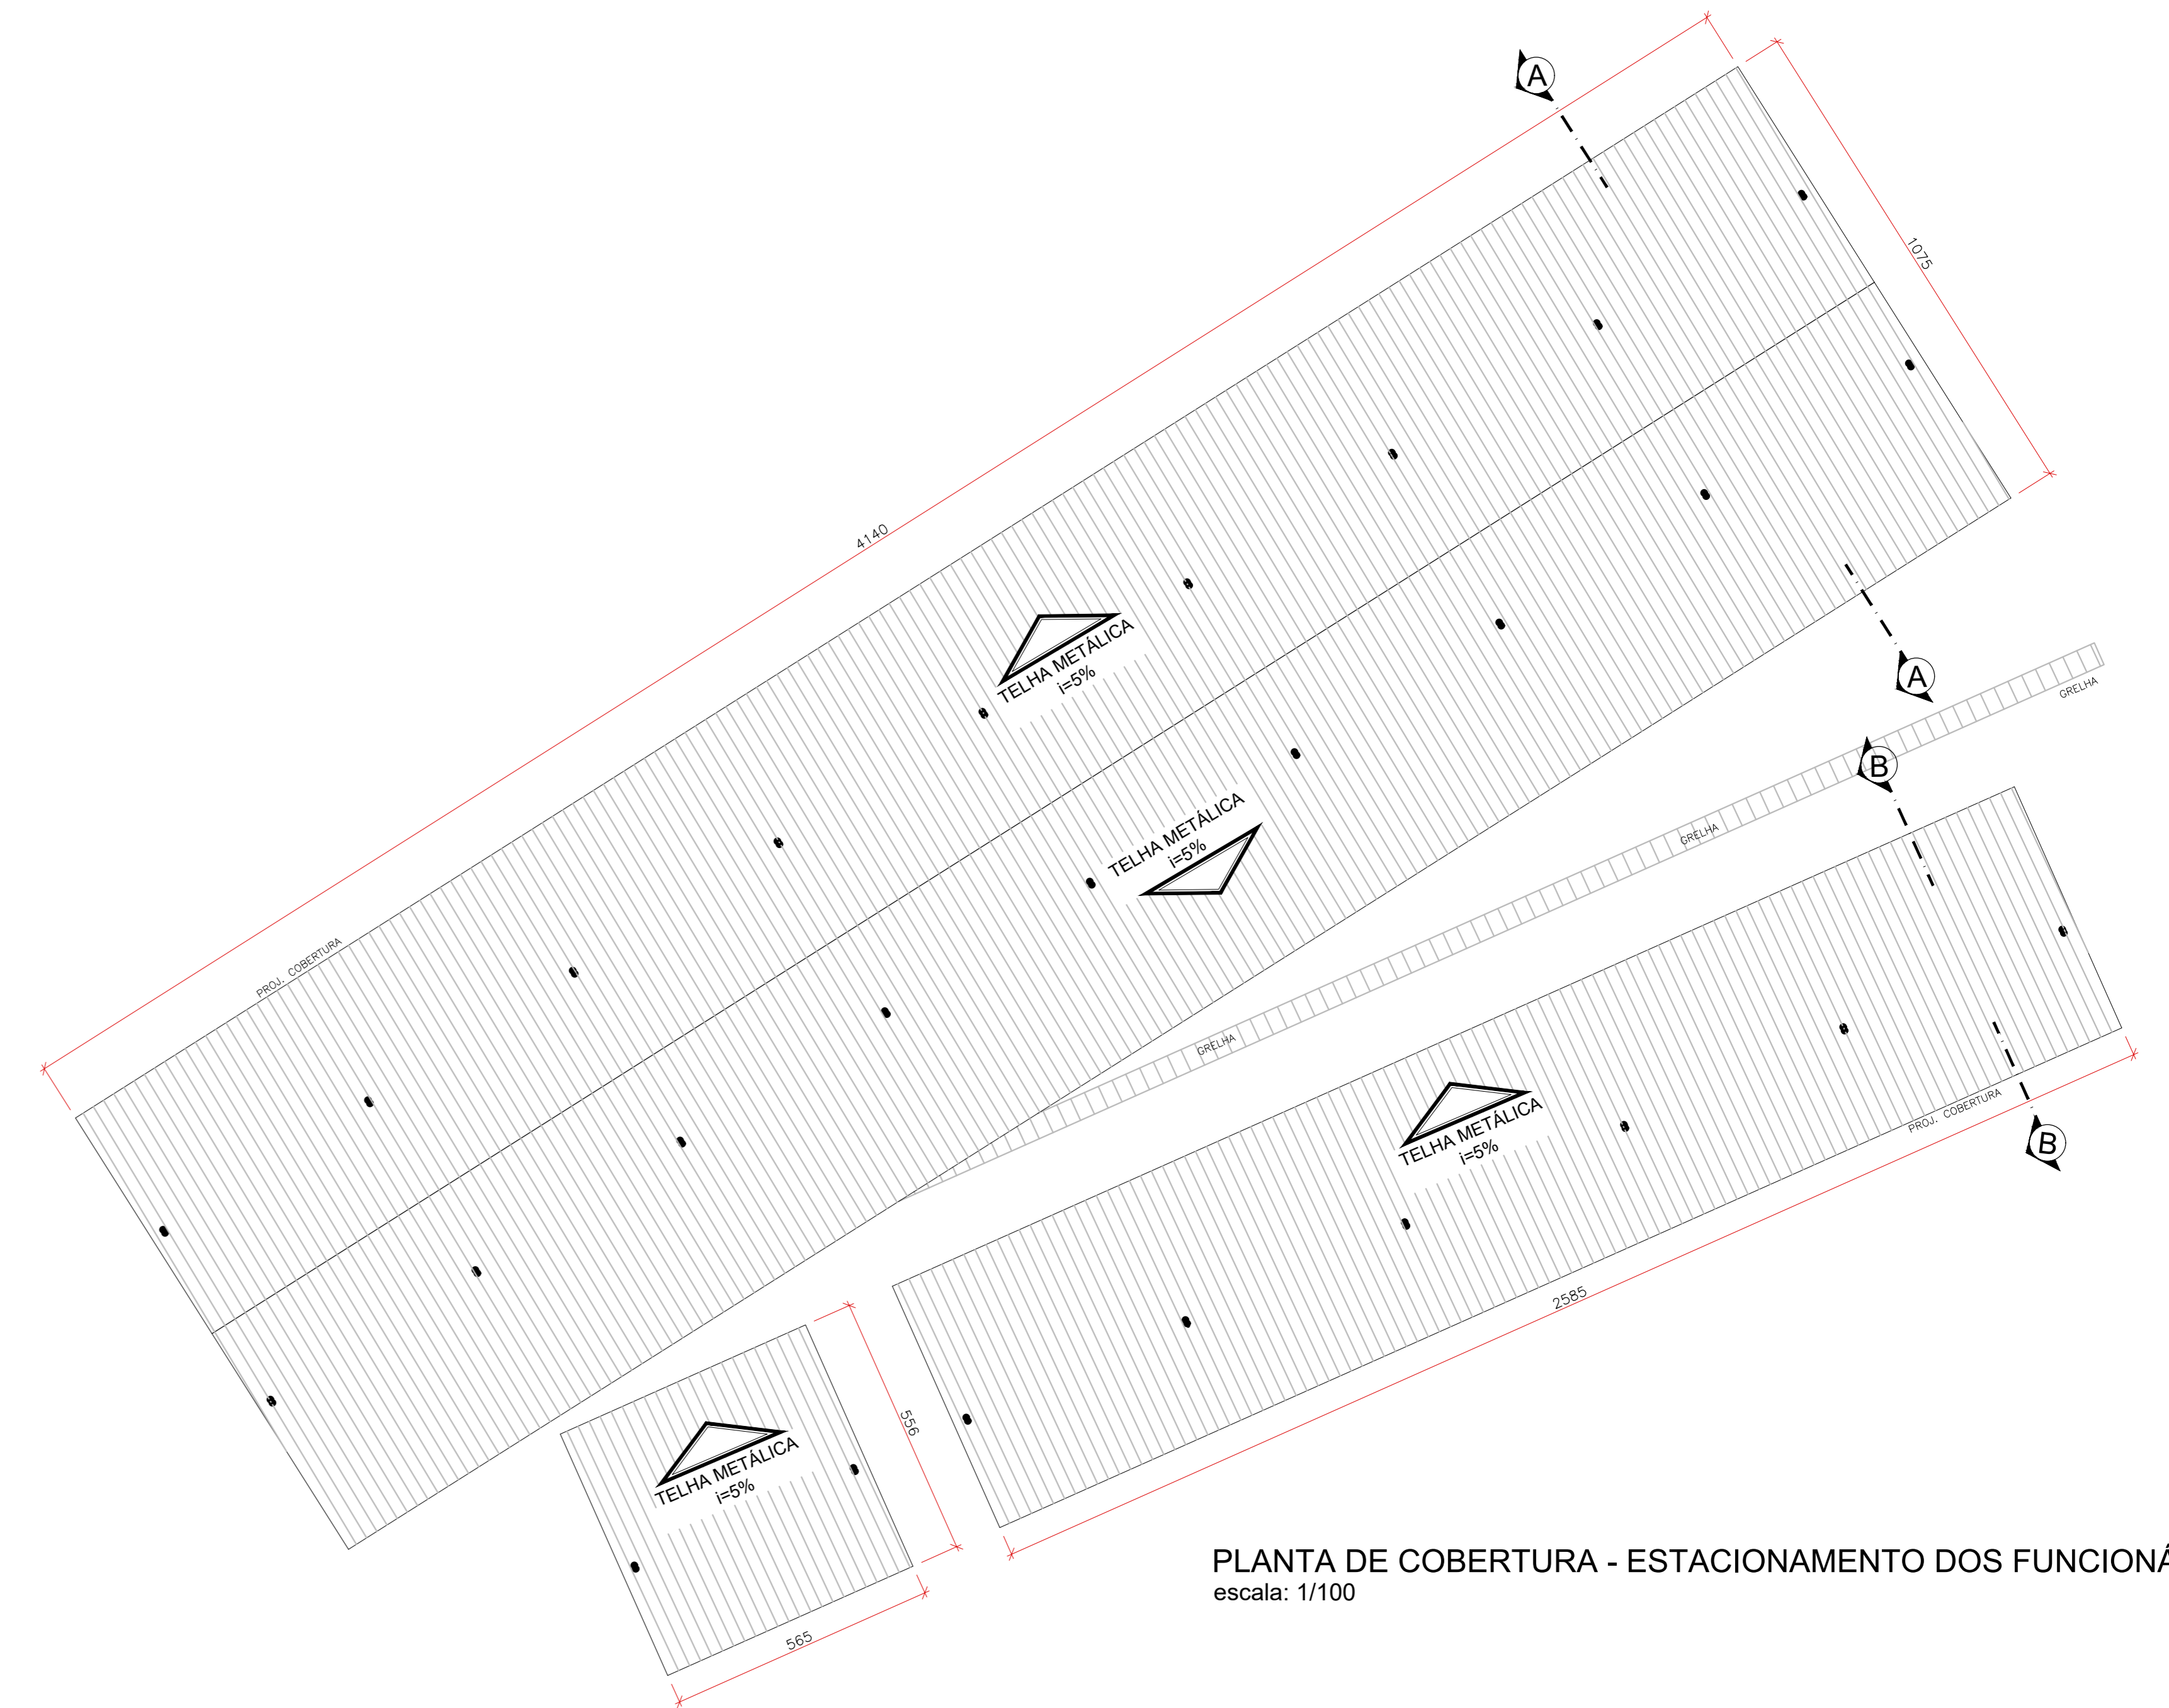 A
1075
4140
TELHA METÁLICA
i=5%
A
GRELHA
B
TELHA METÁLICA
i=5%
GRELHA
PROJ. COBERTURA
GRELHA
TELHA METÁLICA
i=5%
PROJ. COBERTURA
B
2585
556
TELHA METÁLICA
i=5%
565
PLANTA DE COBERTURA - ESTACIONAMENTO DOS FUNCIONÁ
escala: 1/100